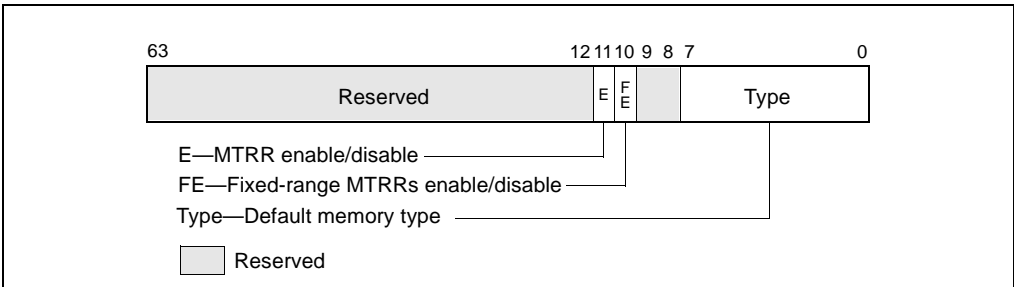 63 12 11 10 9 8 7 0
Reserved E FE Type
E—MTRR enable/disable
FE—Fixed-range MTRRs enable/disable
Type—Default memory type
Reserved